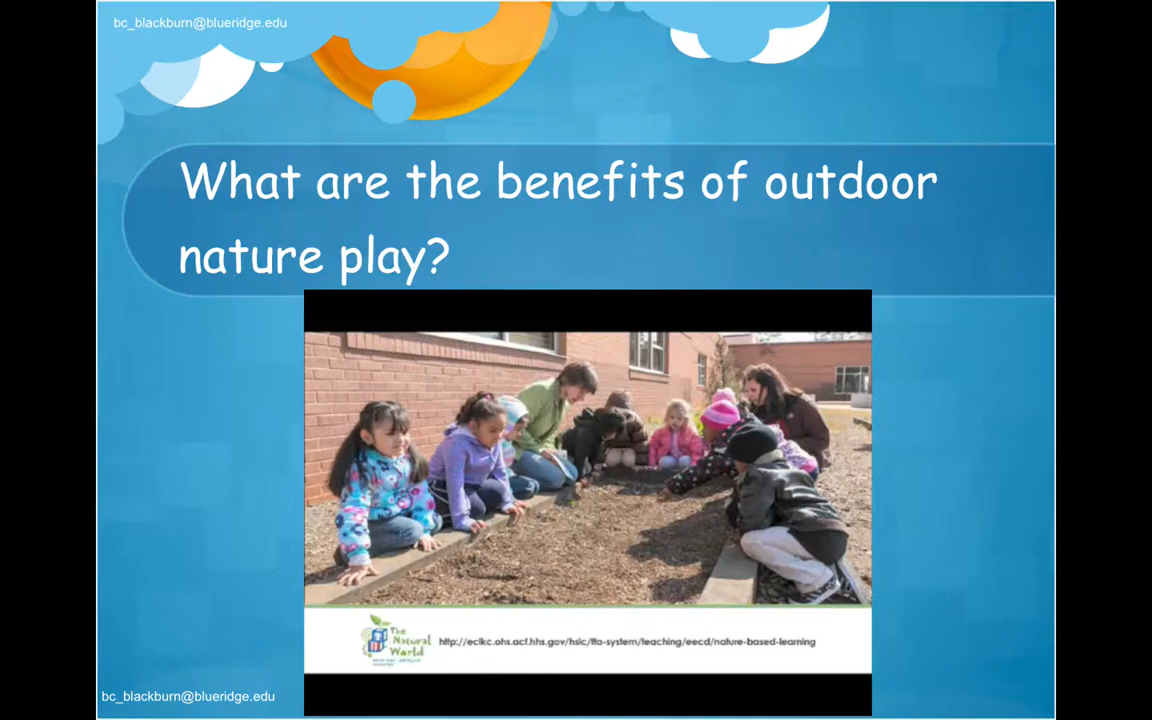 bc_blackburn@blueridge.edu
What are the benefits of outdoor
nature play?
The
Natural
World
http://eclkc.ohs.acf.hhs.gov/hslc/tta-system/teaching/eecd/nature-based-learning
bc_blackburn@blueridge.edu